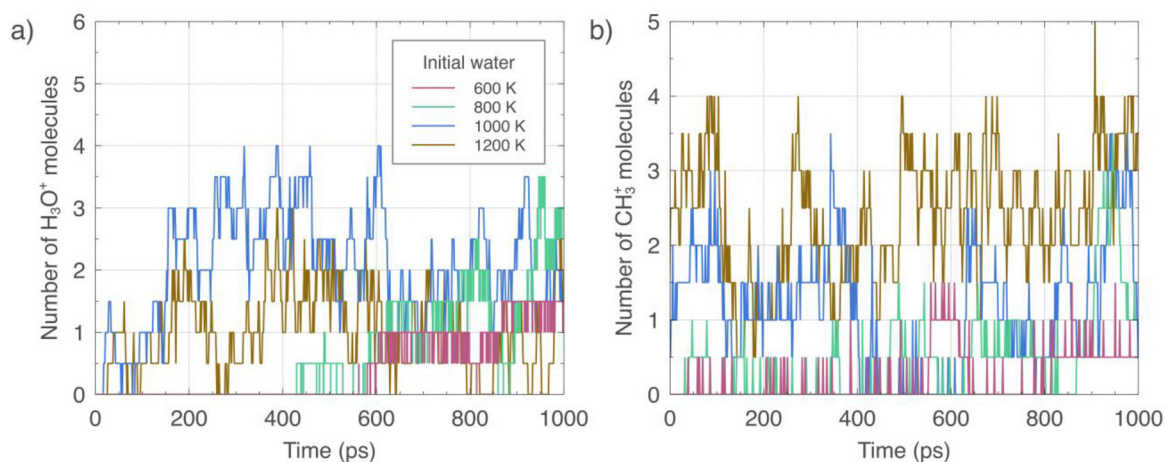 a)
Number of H₃O⁺ molecules
6
5
4
3
2
1
0
0 200 400 600 800 1000
Time (ps)
Initial water
600 K
800 K
1000 K
1200 K
b)
Number of CH₃⁺ molecules
5
4
3
2
1
0
0 200 400 600 800 1000
Time (ps)